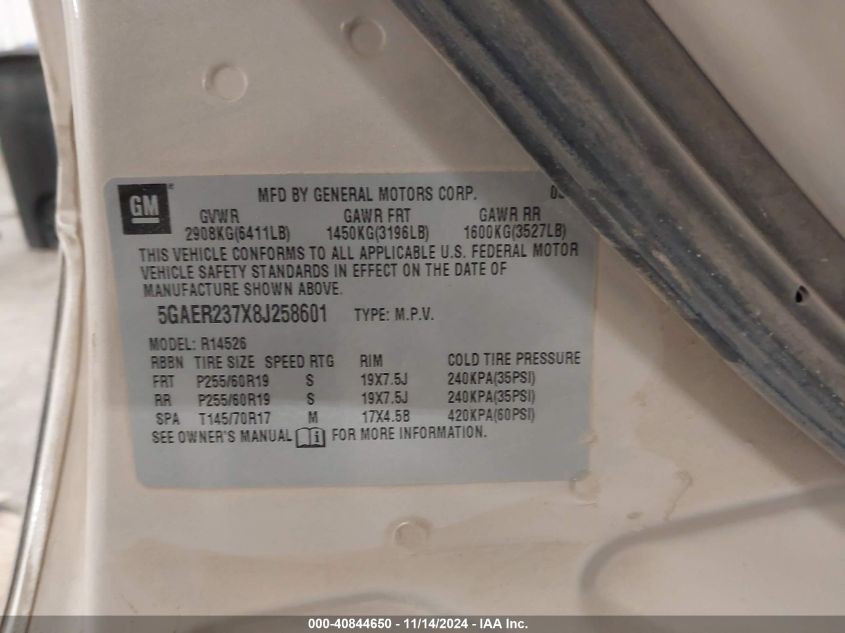 GM ® MFD BY GENERAL MOTORS CORP.
GVWR GAWR FRT GAWR RR
2908KG(6411LB) 1450KG(3196LB) 1600KG(3527LB)
THIS VEHICLE CONFORMS TO ALL APPLICABLE U.S. FEDERAL MOTOR
VEHICLE SAFETY STANDARDS IN EFFECT ON THE DATE OF
MANUFACTURE SHOWN ABOVE.
5GAER237X8J258601 TYPE: M.P.V.
MODEL: R14526
RBBN TIRE SIZE SPEED RTG RIM COLD TIRE PRESSURE
FRT P255/60R19 S 19X7.5J 240KPA(35PSI)
RR P255/60R19 S 19X7.5J 240KPA(35PSI)
SPA T145/70R17 M 17X4.5B 420KPA(60PSI)
SEE OWNER'S MANUAL i FOR MORE INFORMATION.
000-40844650 - 11/14/2024 - IAA Inc.